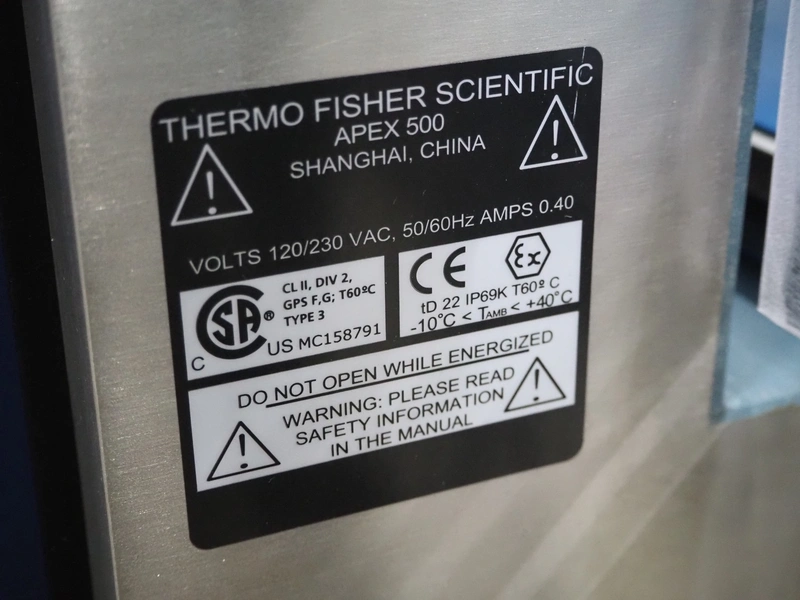 THERMO FISHER SCIENTIFIC
APEX 500
SHANGHAI, CHINA
VOLTS 120/230 VAC, 50/60Hz AMPS 0.40
CL II, DIV 2,
GPS F,G; T60ºC
TYPE 3
C SA ® US MC158791
CE Ex
tD 22 IP69K T60º C
-10°C < TAMB < +40°C
DO NOT OPEN WHILE ENERGIZED
WARNING: PLEASE READ
SAFETY INFORMATION
IN THE MANUAL